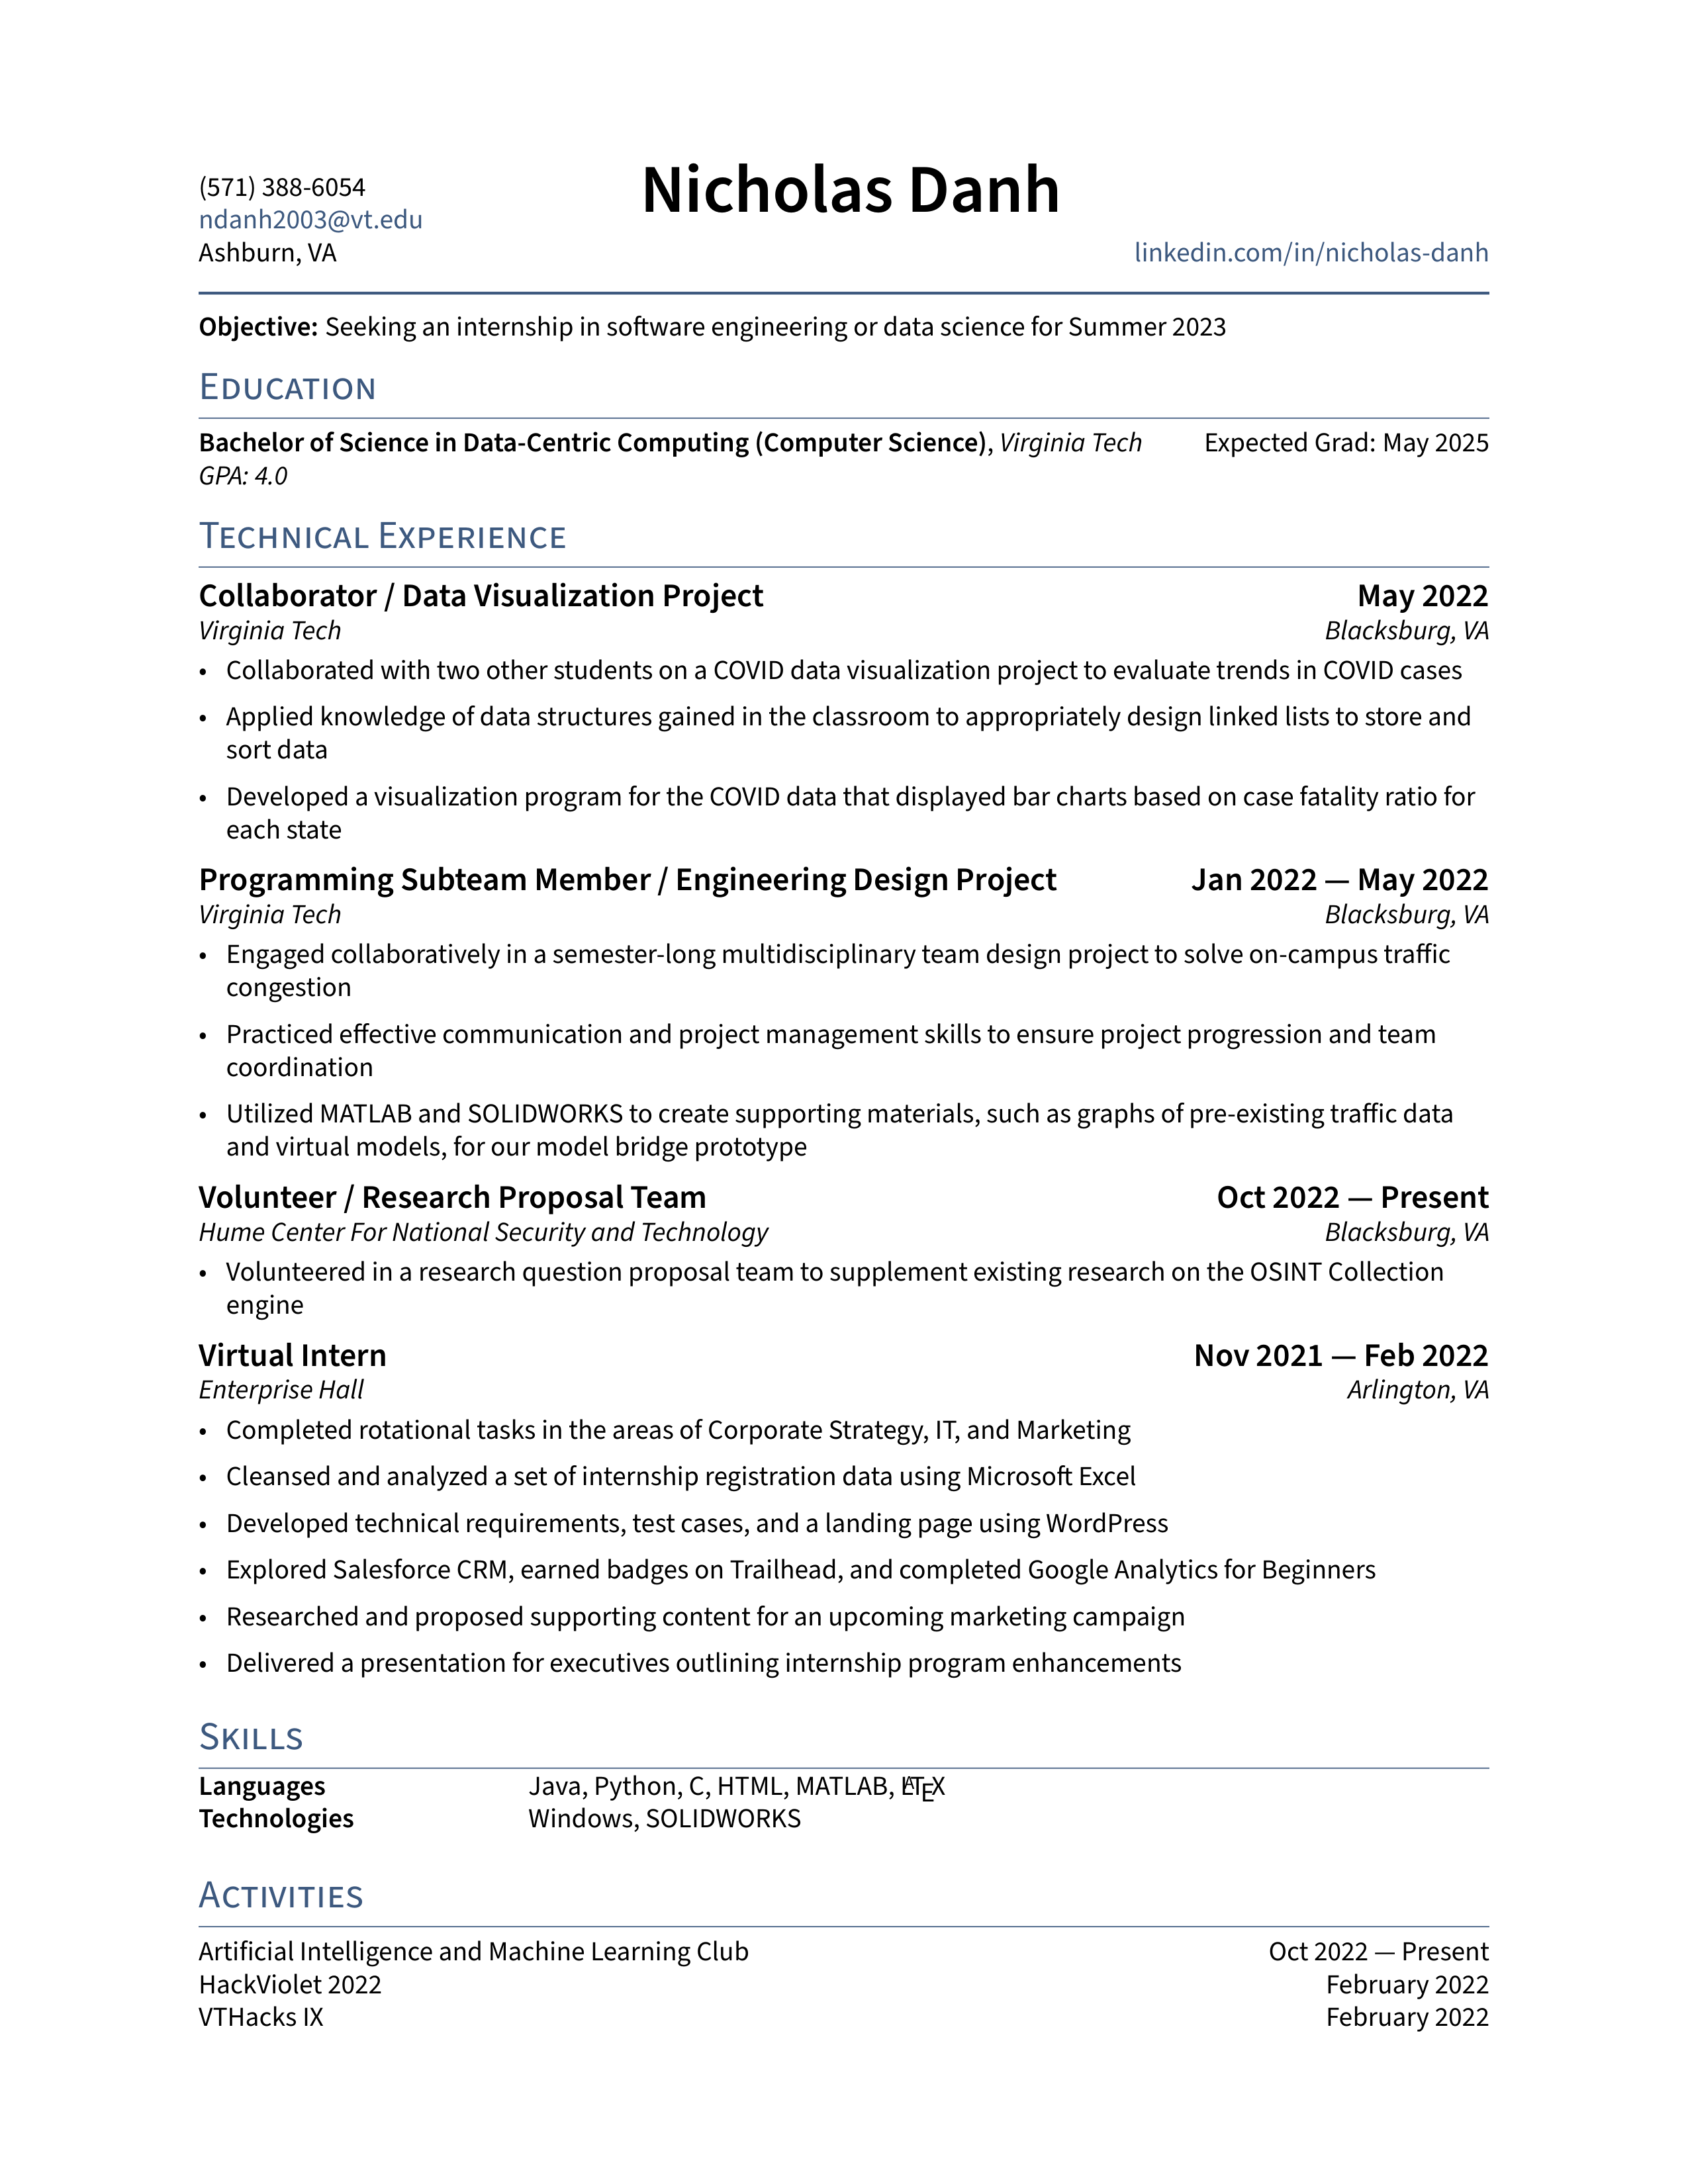 Nicholas Danh
(571) 388-6054
ndanh2003@vt.edu
Ashburn, VA
linkedin.com/in/nicholas-danh
Objective: Seeking an internship in software engineering or data science for Summer 2023
Education
Bachelor of Science in Data-Centric Computing (Computer Science), Virginia Tech Expected Grad: May 2025
GPA: 4.0
Technical Experience
Collaborator / Data Visualization Project May 2022
Virginia Tech Blacksburg, VA
• Collaborated with two other students on a COVID data visualization project to evaluate trends in COVID cases
• Applied knowledge of data structures gained in the classroom to appropriately design linked lists to store and
sort data
• Developed a visualization program for the COVID data that displayed bar charts based on case fatality ratio for
each state
Programming Subteam Member / Engineering Design Project Jan 2022 — May 2022
Virginia Tech Blacksburg, VA
• Engaged collaboratively in a semester-long multidisciplinary team design project to solve on-campus traffic
congestion
• Practiced effective communication and project management skills to ensure project progression and team
coordination
• Utilized MATLAB and SOLIDWORKS to create supporting materials, such as graphs of pre-existing traffic data
and virtual models, for our model bridge prototype
Volunteer / Research Proposal Team Oct 2022 — Present
Hume Center For National Security and Technology Blacksburg, VA
• Volunteered in a research question proposal team to supplement existing research on the OSINT Collection
engine
Virtual Intern Nov 2021 — Feb 2022
Enterprise Hall Arlington, VA
• Completed rotational tasks in the areas of Corporate Strategy, IT, and Marketing
• Cleansed and analyzed a set of internship registration data using Microsoft Excel
• Developed technical requirements, test cases, and a landing page using WordPress
• Explored Salesforce CRM, earned badges on Trailhead, and completed Google Analytics for Beginners
• Researched and proposed supporting content for an upcoming marketing campaign
• Delivered a presentation for executives outlining internship program enhancements
Skills
Languages Java, Python, C, HTML, MATLAB, LATEX
Technologies Windows, SOLIDWORKS
Activities
Artificial Intelligence and Machine Learning Club Oct 2022 — Present
HackViolet 2022 February 2022
VTHacks IX February 2022